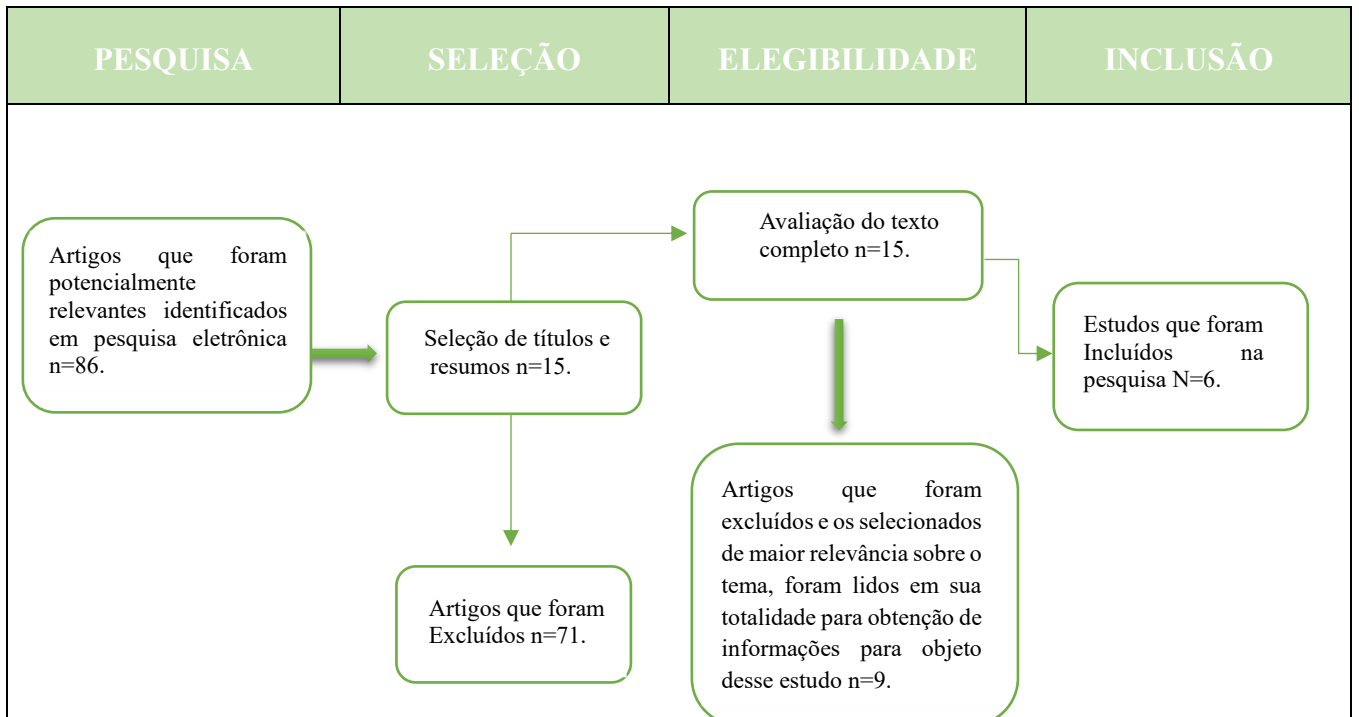 PESQUISA
SELEÇÃO
ELEGIBILIDADE
INCLUSÃO
Artigos que foram
potencialmente
relevantes identificados
em pesquisa eletrônica
n=86.
Seleção de títulos e
resumos n=15.
Artigos que foram
Excluídos n=71.
Avaliação do texto
completo n=15.
Artigos que foram
excluídos e os selecionados
de maior relevância sobre o
tema, foram lidos em sua
totalidade para obtenção de
informações para objeto
desse estudo n=9.
Estudos que foram
Incluídos na
pesquisa N=6.